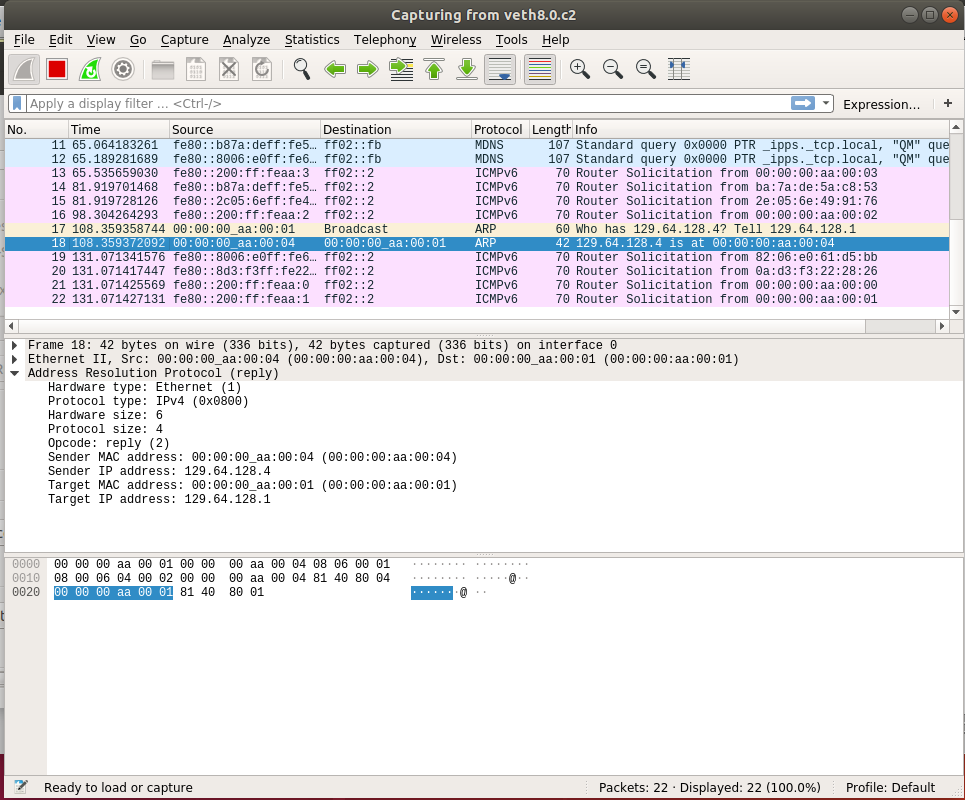 Capturing from veth8.0.c2
File Edit View Go Capture Analyze Statistics Telephony Wireless Tools Help
Apply a display filter … <Ctrl-/> Expression… +
No. Time Source Destination Protocol Length Info
11 65.064183261 fe80::b87a:deff:fe5… ff02::fb MDNS 107 Standard query 0x0000 PTR _ipps._tcp.local, "QM" que
12 65.189281689 fe80::8006:e0ff:fe6… ff02::fb MDNS 107 Standard query 0x0000 PTR _ipps._tcp.local, "QM" que
13 65.535659030 fe80::200:ff:feaa:3 ff02::2 ICMPv6 70 Router Solicitation from 00:00:00:aa:00:03
14 81.919701468 fe80::b87a:deff:fe5… ff02::2 ICMPv6 70 Router Solicitation from ba:7a:de:5a:c8:53
15 81.919728126 fe80::2c05:6eff:fe4… ff02::2 ICMPv6 70 Router Solicitation from 2e:05:6e:49:91:76
16 98.304264293 fe80::200:ff:feaa:2 ff02::2 ICMPv6 70 Router Solicitation from 00:00:00:aa:00:02
17 108.359358744 00:00:00_aa:00:01 Broadcast ARP 60 Who has 129.64.128.4? Tell 129.64.128.1
18 108.359372092 00:00:00_aa:00:04 00:00:00_aa:00:01 ARP 42 129.64.128.4 is at 00:00:00:aa:00:04
19 131.071341576 fe80::8006:e0ff:fe6… ff02::2 ICMPv6 70 Router Solicitation from 82:06:e0:61:d5:bb
20 131.071417447 fe80::8d3:f3ff:fe22… ff02::2 ICMPv6 70 Router Solicitation from 0a:d3:f3:22:28:26
21 131.071425569 fe80::200:ff:feaa:0 ff02::2 ICMPv6 70 Router Solicitation from 00:00:00:aa:00:00
22 131.071427131 fe80::200:ff:feaa:1 ff02::2 ICMPv6 70 Router Solicitation from 00:00:00:aa:00:01
Frame 18: 42 bytes on wire (336 bits), 42 bytes captured (336 bits) on interface 0
Ethernet II, Src: 00:00:00_aa:00:04 (00:00:00:aa:00:04), Dst: 00:00:00_aa:00:01 (00:00:00:aa:00:01)
Address Resolution Protocol (reply)
Hardware type: Ethernet (1)
Protocol type: IPv4 (0x0800)
Hardware size: 6
Protocol size: 4
Opcode: reply (2)
Sender MAC address: 00:00:00_aa:00:04 (00:00:00:aa:00:04)
Sender IP address: 129.64.128.4
Target MAC address: 00:00:00_aa:00:01 (00:00:00:aa:00:01)
Target IP address: 129.64.128.1
0000 00 00 00 aa 00 01 00 00 00 aa 00 04 08 06 00 01 ········ ········
0010 08 00 06 04 00 02 00 00 00 aa 00 04 81 40 80 04 ········ ·····@··
0020 00 00 00 aa 00 01 81 40 80 01 ·······@ ··
Ready to load or capture Packets: 22 · Displayed: 22 (100.0%) Profile: Default